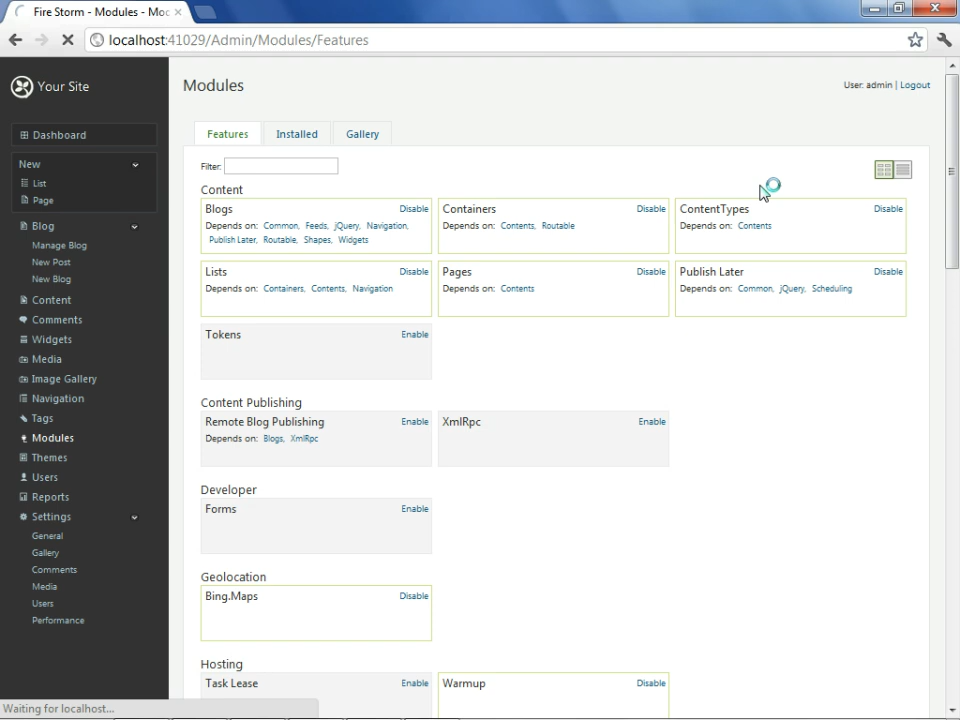 Fire Storm - Modules - Moc
localhost:41029/Admin/Modules/Features
Your Site
Dashboard
New
List
Page
Blog
Manage Blog
New Post
New Blog
Content
Comments
Widgets
Media
Image Gallery
Navigation
Tags
Modules
Themes
Users
Reports
Settings
General
Gallery
Comments
Media
Users
Performance
Modules
User: admin | Logout
Features Installed Gallery
Filter:
Content
Blogs Disable
Depends on: Common, Feeds, jQuery, Navigation,
Publish Later, Routable, Shapes, Widgets
Containers Disable
Depends on: Contents, Routable
ContentTypes Disable
Depends on: Contents
Lists Disable
Depends on: Containers, Contents, Navigation
Pages Disable
Depends on: Contents
Publish Later Disable
Depends on: Common, jQuery, Scheduling
Tokens Enable
Content Publishing
Remote Blog Publishing Enable
Depends on: Blogs, XmlRpc
XmlRpc Enable
Developer
Forms Enable
Geolocation
Bing.Maps Disable
Hosting
Task Lease Enable
Warmup Disable
Waiting for localhost...